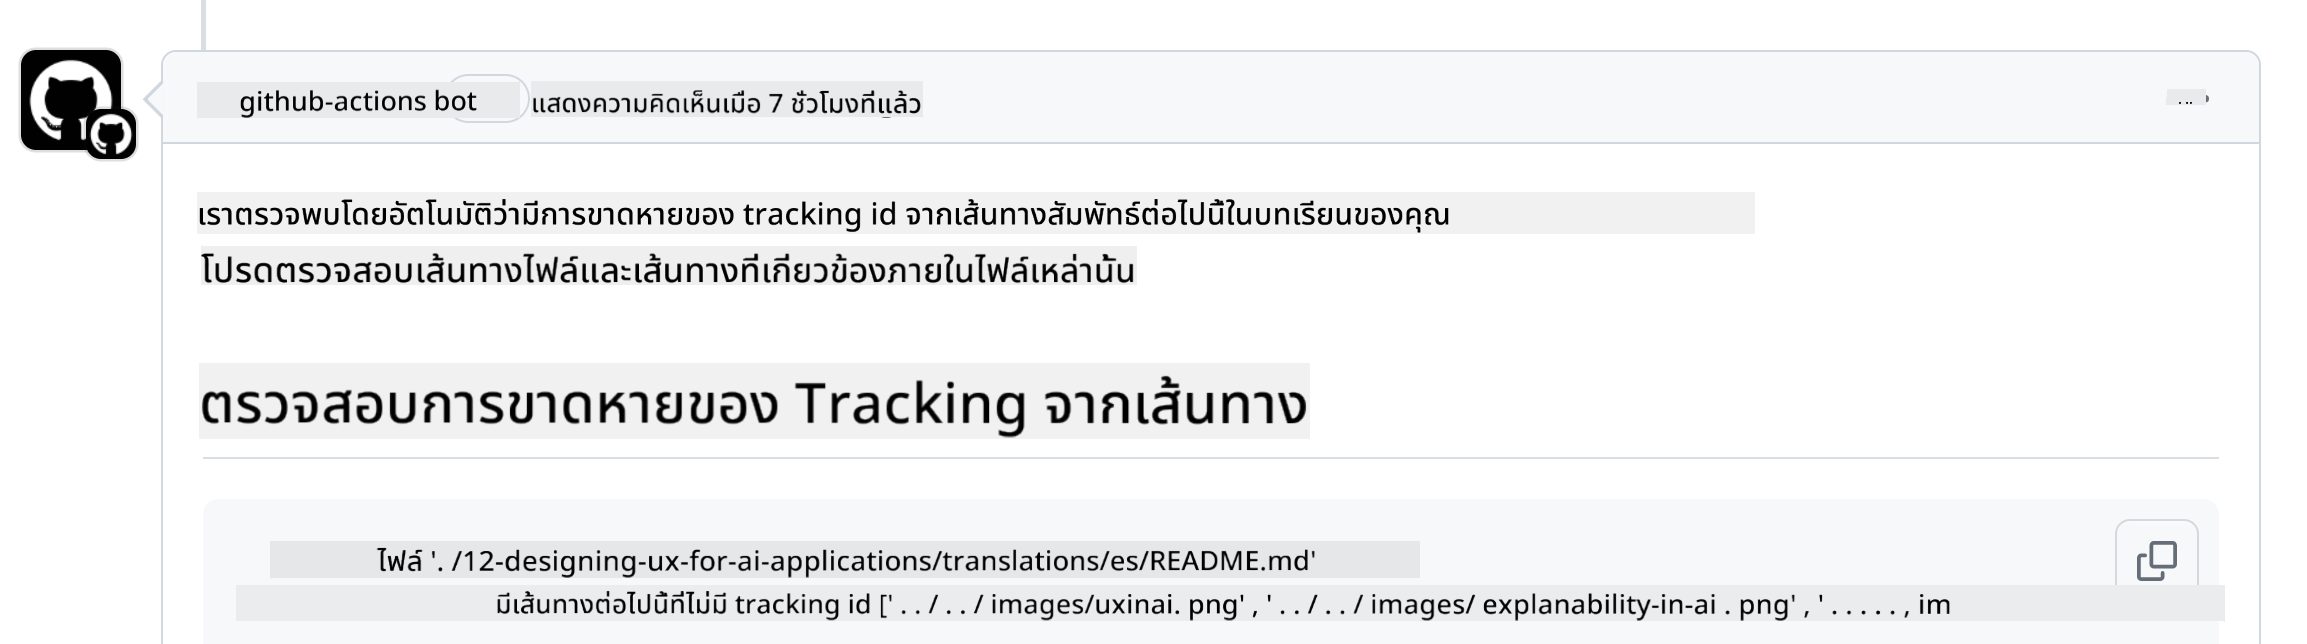 github-actions bot แสดงความคิดเห็นเมื่อ 7 ชั่วโมงที่แล้ว
...
เราตรวจพบโดยอัตโนมัติว่ามีการขาดหายของ tracking id จากเส้นทางสัมพัทธ์ต่อไปนี้ในบทเรียนของคุณ
โปรดตรวจสอบเส้นทางไฟล์และเส้นทางที่เกี่ยวข้องภายในไฟล์เหล่านั้น
ตรวจสอบการขาดหายของ Tracking จากเส้นทาง
ไฟล์ '. /12-designing-ux-for-ai-applications/translations/es/README.md'
มีเส้นทางต่อไปนี้ที่ไม่มี tracking id [' . . / . . / images/uxinai. png' , ' . . / . . / images/ explanability-in-ai . png' , ' . . . . . , im